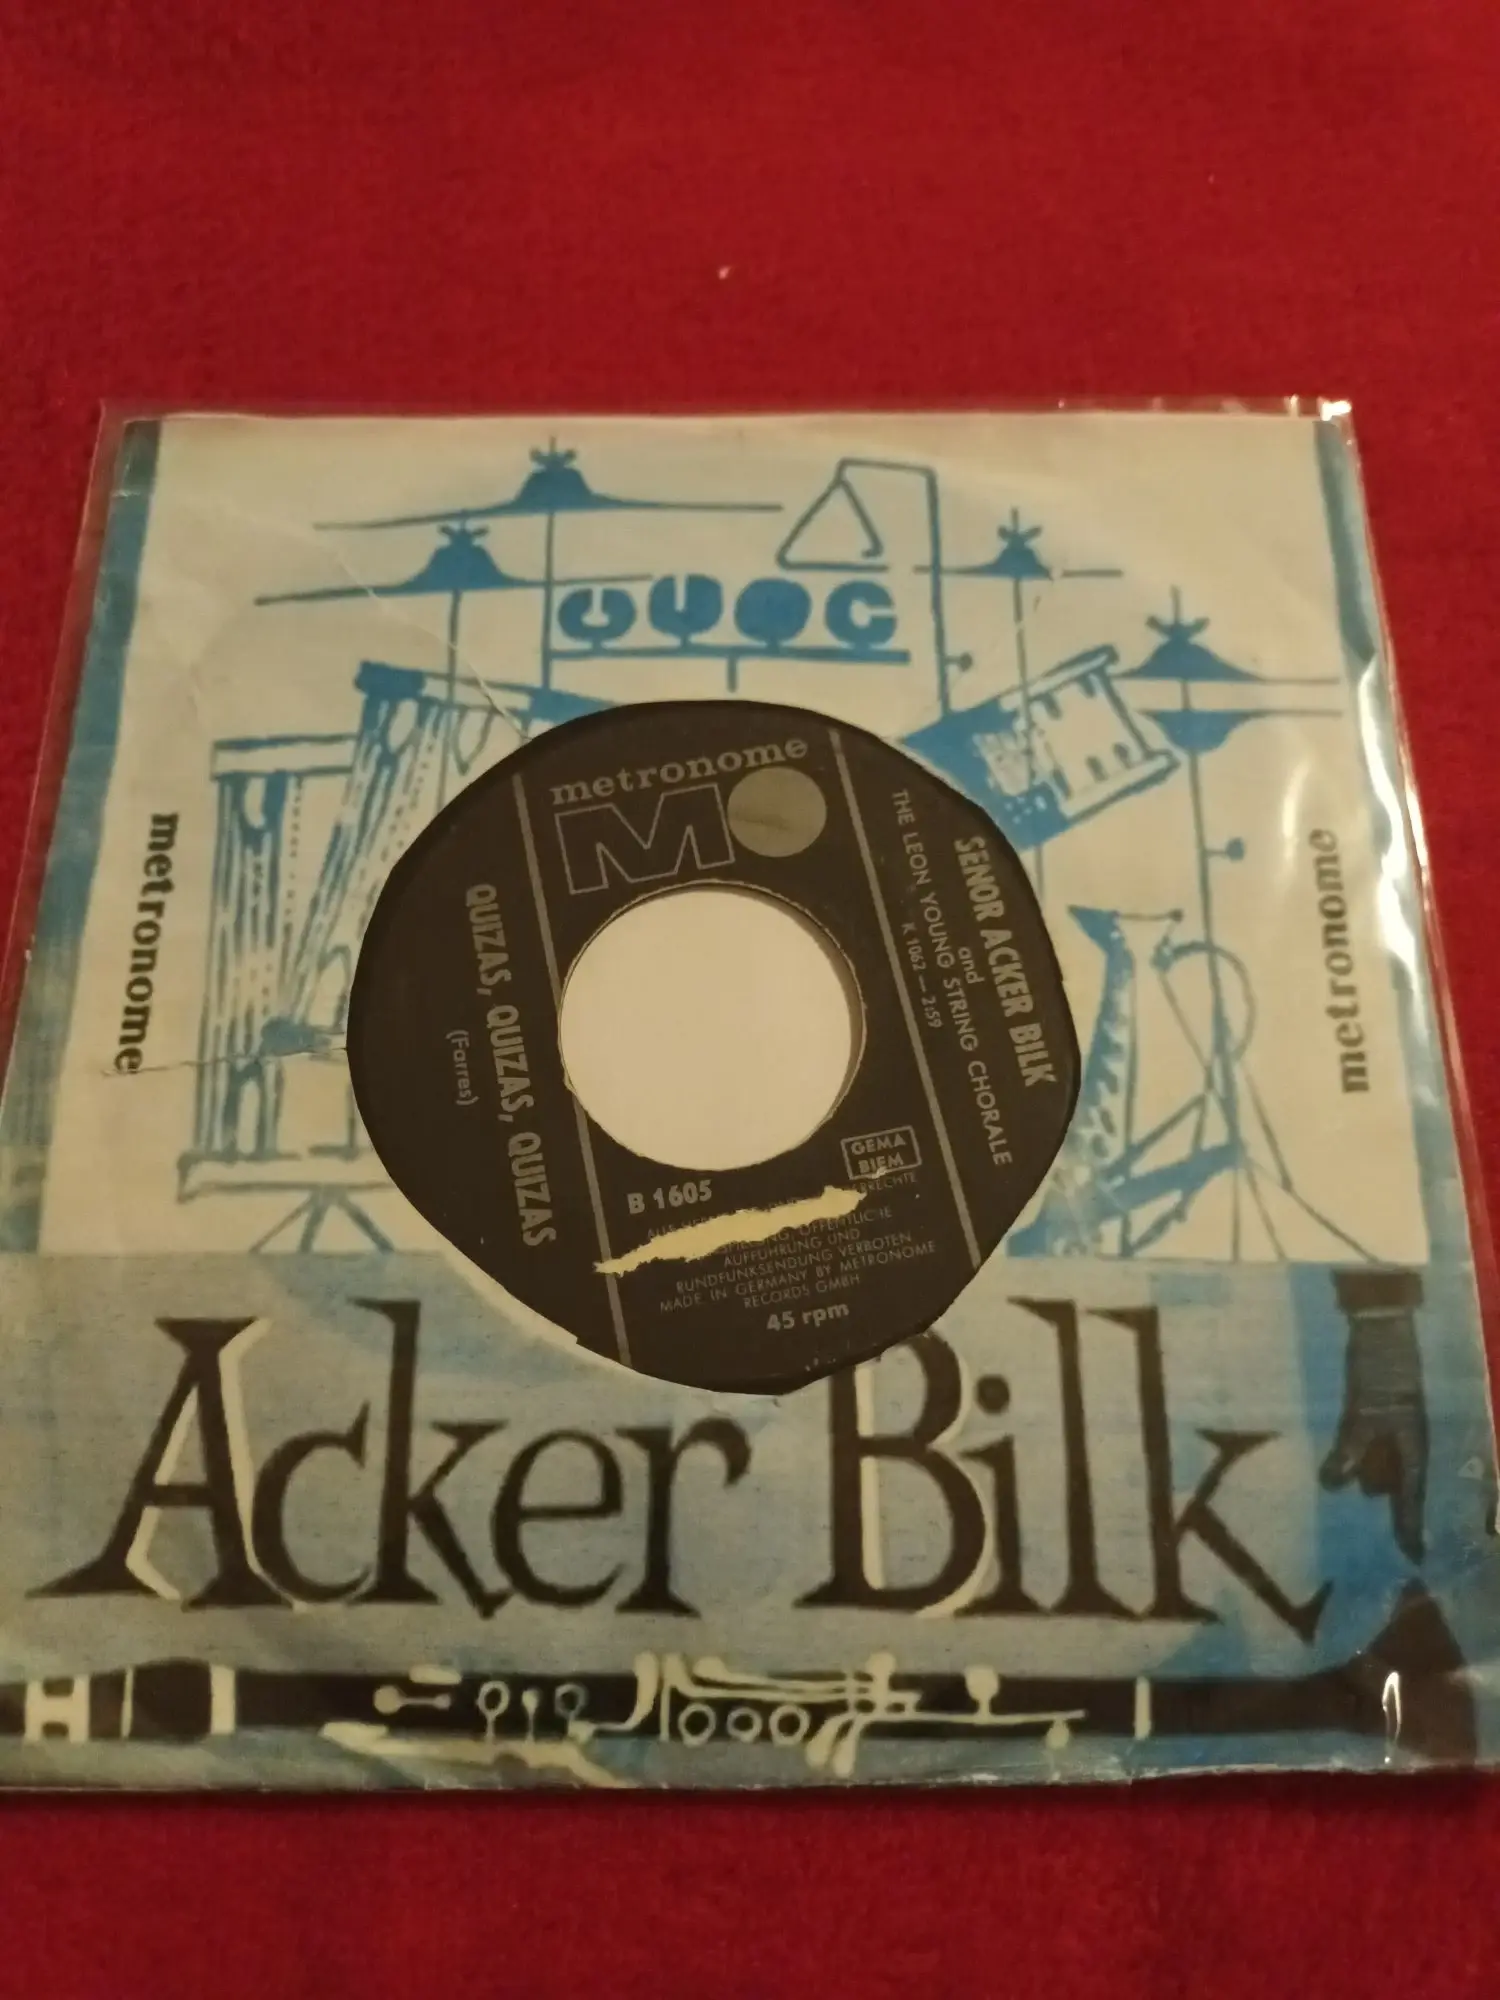 metronome
metronome
metronome
M
SENOR ACKER BILK
and
THE LEON YOUNG STRING CHORALE
K 1062 — 2:59
QUIZAS, QUIZAS, QUIZAS
(Farres)
GEMA
BIEM
B 1605
ÖFFENTLICHE
AUFFÜHRUNG UND
RUNDFUNKSENDUNG VERBOTEN
MADE IN GERMANY BY METRONOME
RECORDS GMBH
45 rpm
Acker Bilk